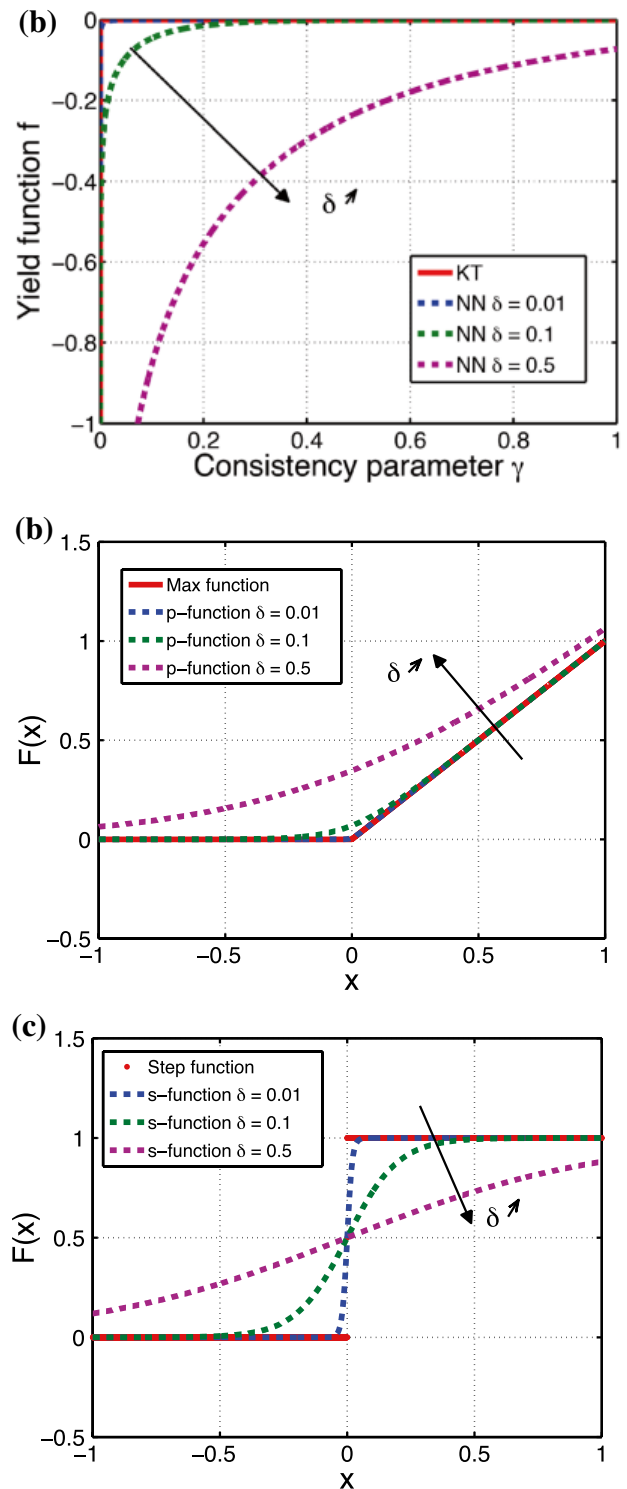 (b)
0
−0.2
−0.4
−0.6
−0.8
−1
Yield function f
δ ↗
KT
NN δ = 0.01
NN δ = 0.1
NN δ = 0.5
0 0.2 0.4 0.6 0.8 1
Consistency parameter γ
(b)
1.5
1
0.5
0
−0.5
F(x)
Max function
p−function δ = 0.01
p−function δ = 0.1
p−function δ = 0.5
δ ↗
−1 −0.5 0 0.5 1
x
(c)
1.5
1
0.5
0
−0.5
F(x)
Step function
s−function δ = 0.01
s−function δ = 0.1
s−function δ = 0.5
δ ↗
−1 −0.5 0 0.5 1
x